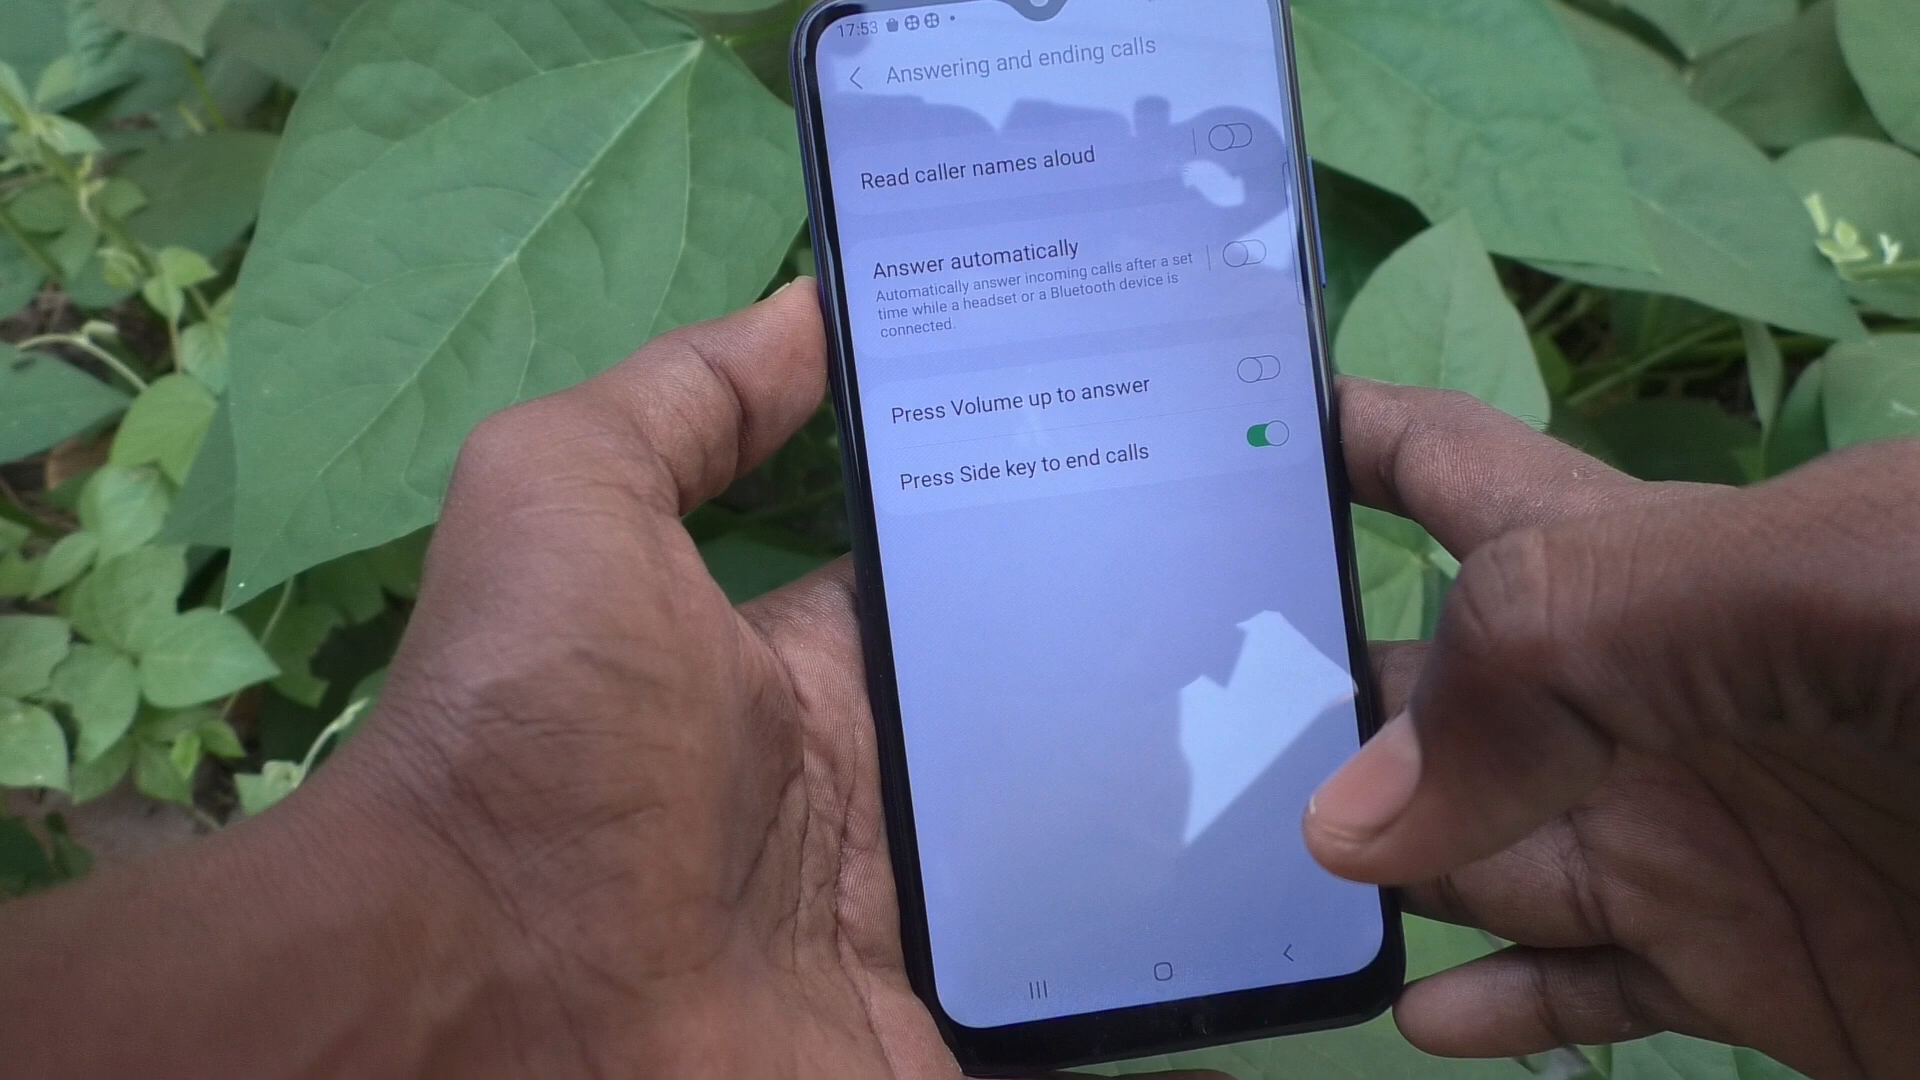 17:53
Answering and ending calls
Read caller names aloud
Answer automatically
Automatically answer incoming calls after a set
time while a headset or a Bluetooth device is
connected.
Press Volume up to answer
Press Side key to end calls